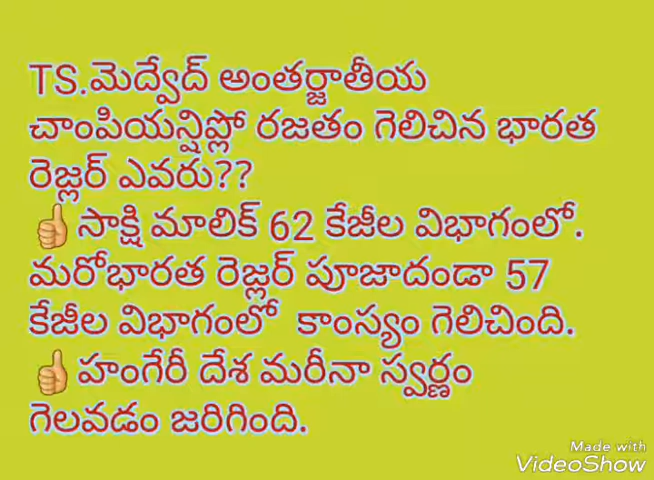 TS.మెద్వేద్ అంతర్జాతీయ
చాంపియన్షిప్లో రజతం గెలిచిన భారత
రెజ్లర్ ఎవరు??
👍సాక్షి మాలిక్ 62 కేజీల విభాగంలో.
మరోభారత రెజ్లర్ పూజాదండా 57
కేజీల విభాగంలో కాంస్యం గెలిచింది.
👍హంగేరీ దేశ మరీనా స్వర్ణం
గెలవడం జరిగింది.
Made with
VideoShow